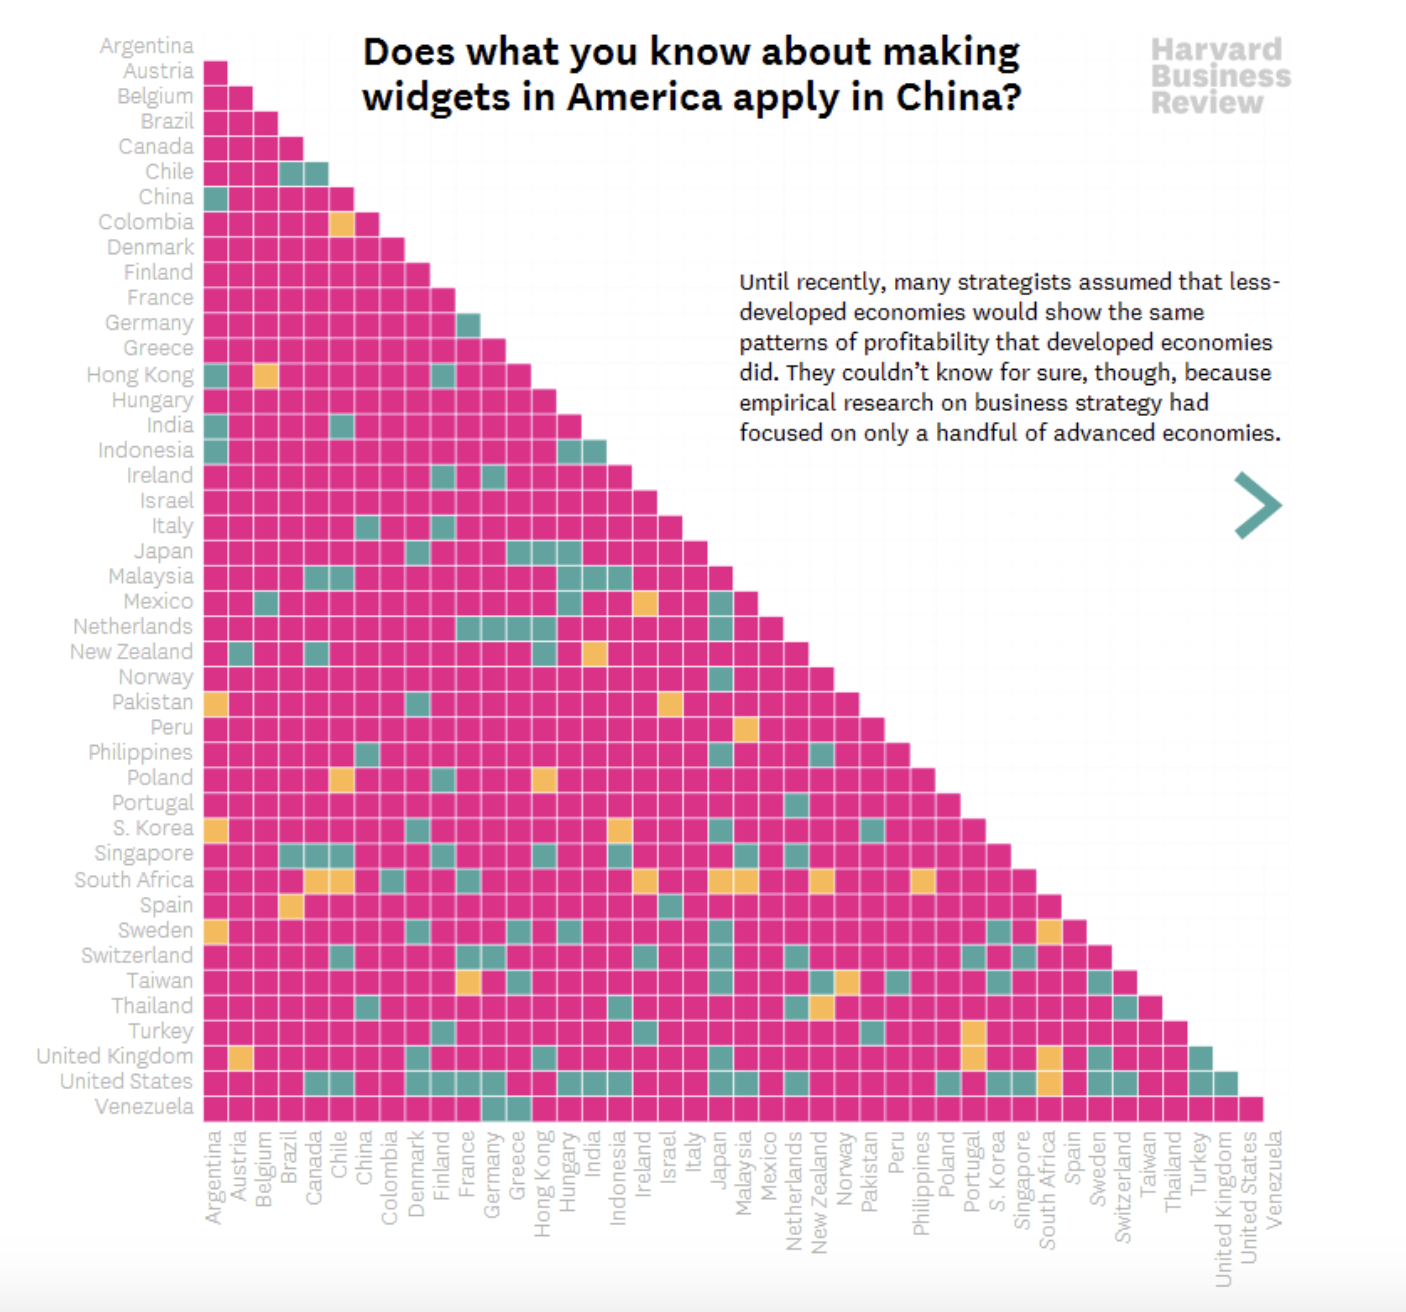 Does what you know about making
widgets in America apply in China?
Harvard
Business
Review
Argentina
Austria
Belgium
Brazil
Canada
Chile
China
Colombia
Denmark
Finland
France
Germany
Greece
Hong Kong
Hungary
India
Indonesia
Ireland
Israel
Italy
Japan
Malaysia
Mexico
Netherlands
New Zealand
Norway
Pakistan
Peru
Philippines
Poland
Portugal
S. Korea
Singapore
South Africa
Spain
Sweden
Switzerland
Taiwan
Thailand
Turkey
United Kingdom
United States
Venezuela
Until recently, many strategists assumed that less-
developed economies would show the same
patterns of profitability that developed economies
did. They couldn’t know for sure, though, because
empirical research on business strategy had
focused on only a handful of advanced economies.
Argentina
Austria
Belgium
Brazil
Canada
Chile
China
Colombia
Denmark
Finland
France
Germany
Greece
Hong Kong
Hungary
India
Indonesia
Ireland
Israel
Italy
Japan
Malaysia
Mexico
Netherlands
New Zealand
Norway
Pakistan
Peru
Philippines
Poland
Portugal
S. Korea
Singapore
South Africa
Spain
Sweden
Switzerland
Taiwan
Thailand
Turkey
United Kingdom
United States
Venezuela